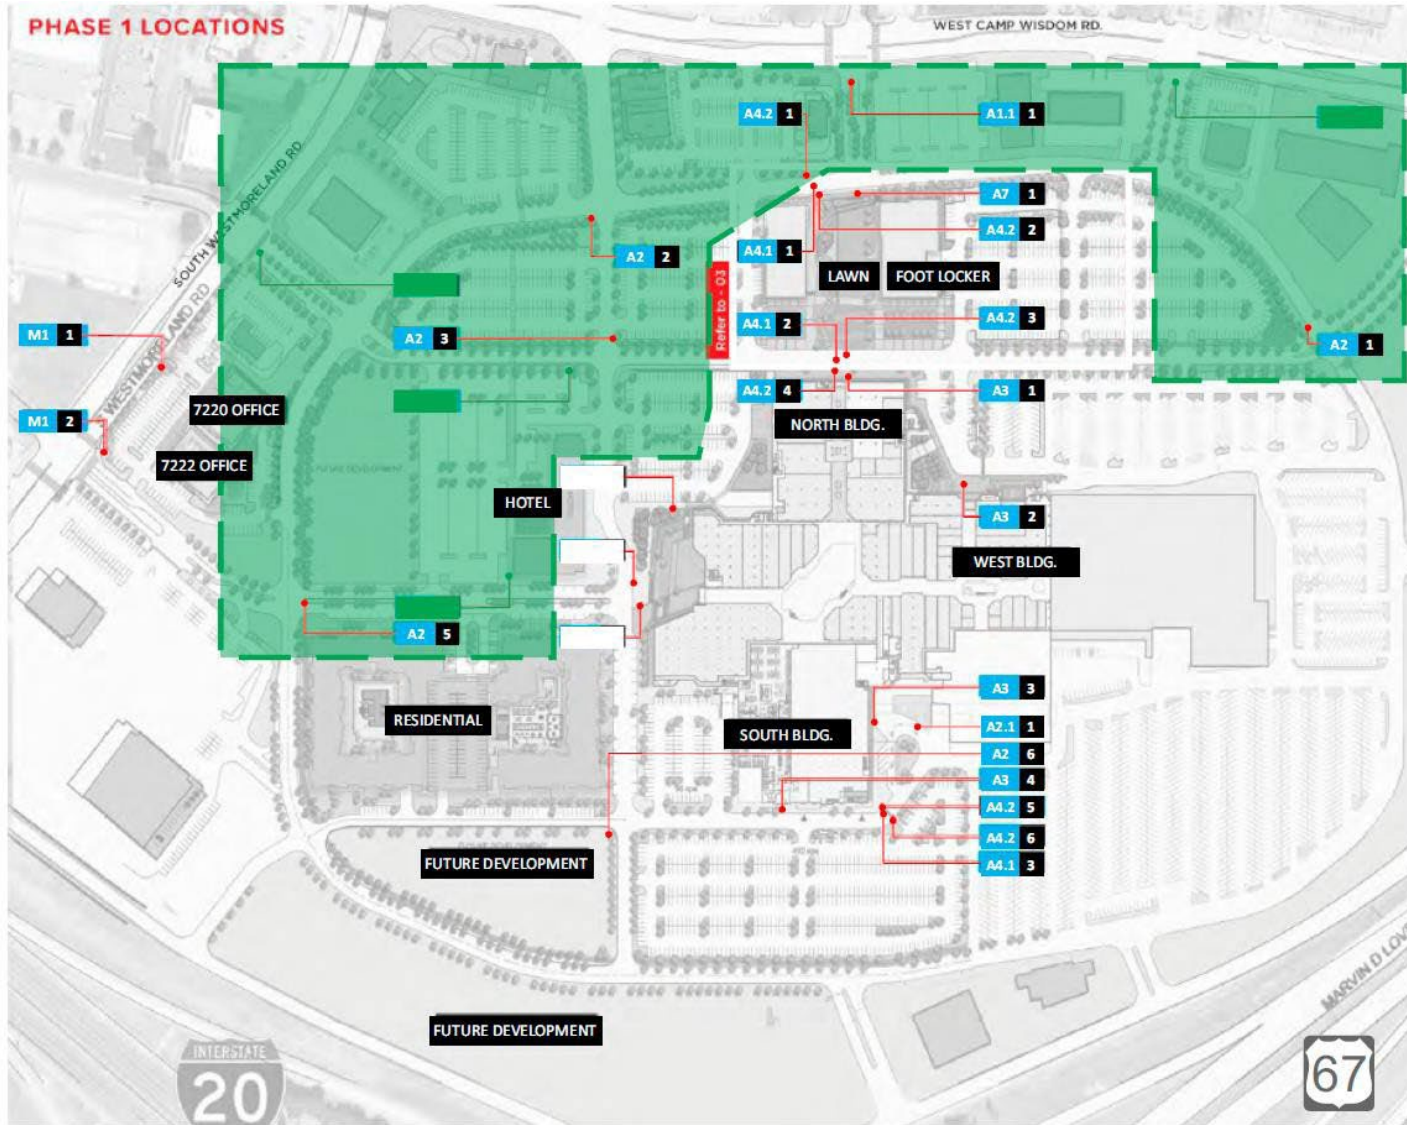 PHASE 1 LOCATIONS
WEST CAMP WISDOM RD.
A4.2 1
A1.1 1
SOUTH WESTMORELAND RD
A7 1
A4.2 2
A2 2
A4.1 1
LAWN
FOOT LOCKER
Refer to - 03
WESTMORELAND RD
M1 1
A2 3
A4.1 2
A4.2 3
A2 1
A4.2 4
A3 1
7220 OFFICE
M1 2
NORTH BLDG.
7222 OFFICE
FUTURE DEVELOPMENT
HOTEL
A3 2
WEST BLDG.
A2 5
A3 3
RESIDENTIAL
A2.1 1
SOUTH BLDG.
A2 6
A3 4
A4.2 5
A4.2 6
FUTURE DEVELOPMENT
A4.1 3
MARVIN D LOV
FUTURE DEVELOPMENT
INTERSTATE
20
67